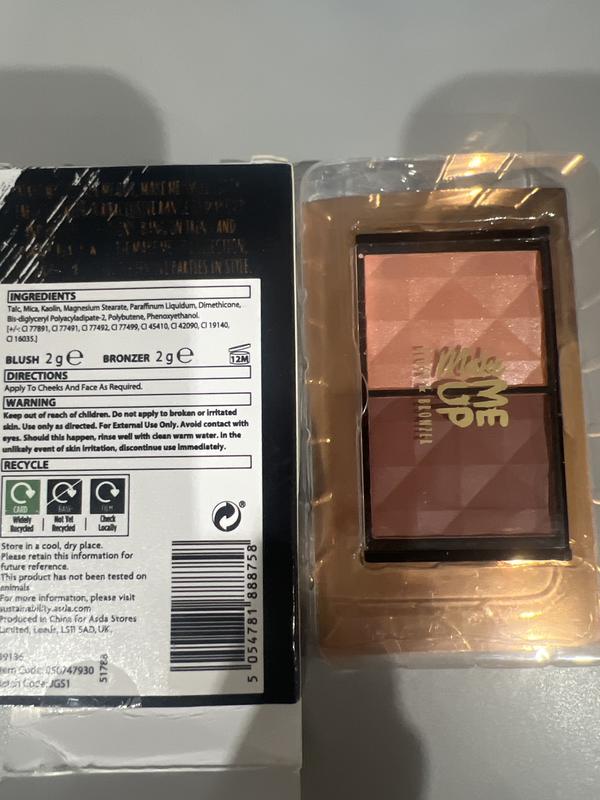 PARTIES IN STYLE.
INGREDIENTS
Talc, Mica, Kaolin, Magnesium Stearate, Paraffinum Liquidum, Dimethicone,
Bis-diglyceryl Polyacyladipate-2, Polybutene, Phenoxyethanol.
[+/-: CI 77891, CI 77491, CI 77492, CI 77499, CI 45410, CI 42090, CI 19140,
CI 16035.]
BLUSH 2 g ℮ BRONZER 2 g ℮ 12M
DIRECTIONS
Apply To Cheeks And Face As Required.
WARNING
Keep out of reach of children. Do not apply to broken or irritated
skin. Use only as directed. For External Use Only. Avoid contact with
eyes. Should this happen, rinse well with clean warm water. In the
unlikely event of skin irritation, discontinue use immediately.
RECYCLE
CARD BASE FILM
Widely Recycled
Not Yet Recycled
Check Locally
Store in a cool, dry place.
Please retain this information for
future reference.
This product has not been tested on
animals
For more information, please visit
sustainability.asda.com
Produced in China for Asda Stores
Limited, Leeds, LS11 5AD, UK.
Item Code: 050747930
Batch Code: JGS1
51788
5 054781 888758
Make
ME
UP
BLUSH & BRONZER